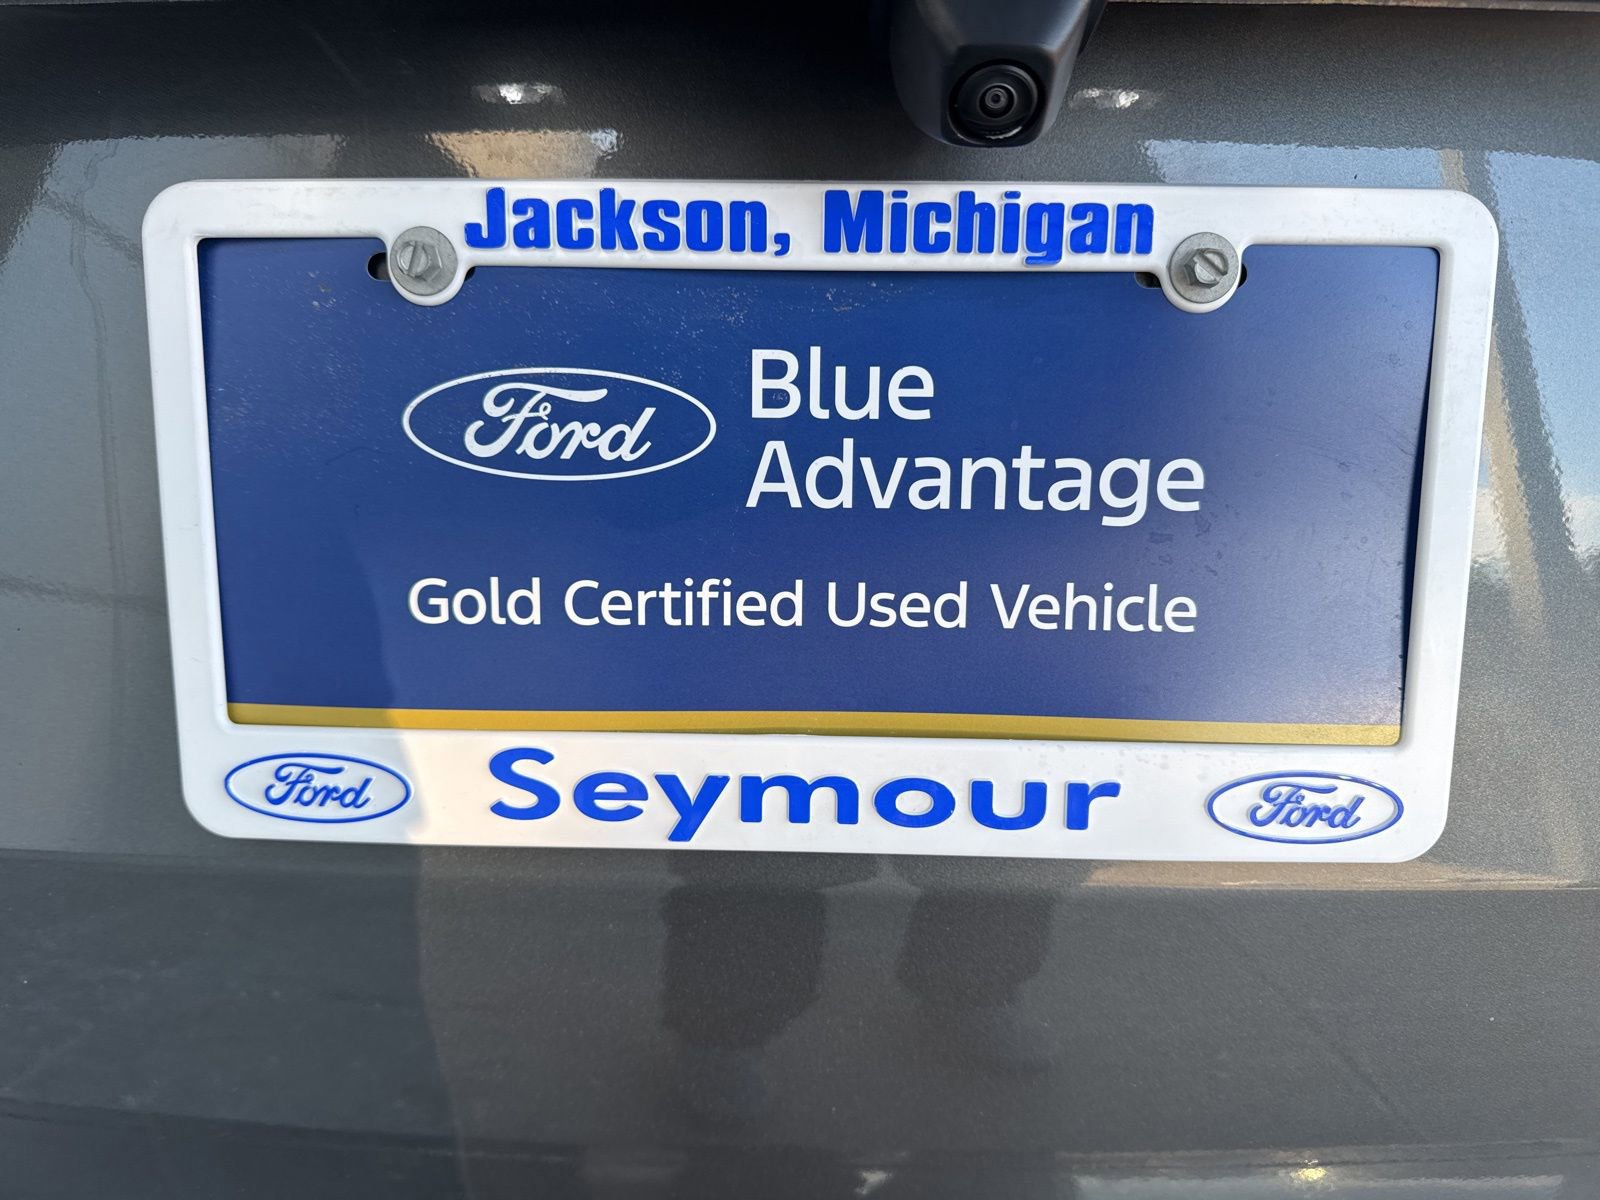 Jackson, Michigan
Ford
Blue
Advantage
Gold Certified Used Vehicle
Ford Seymour Ford